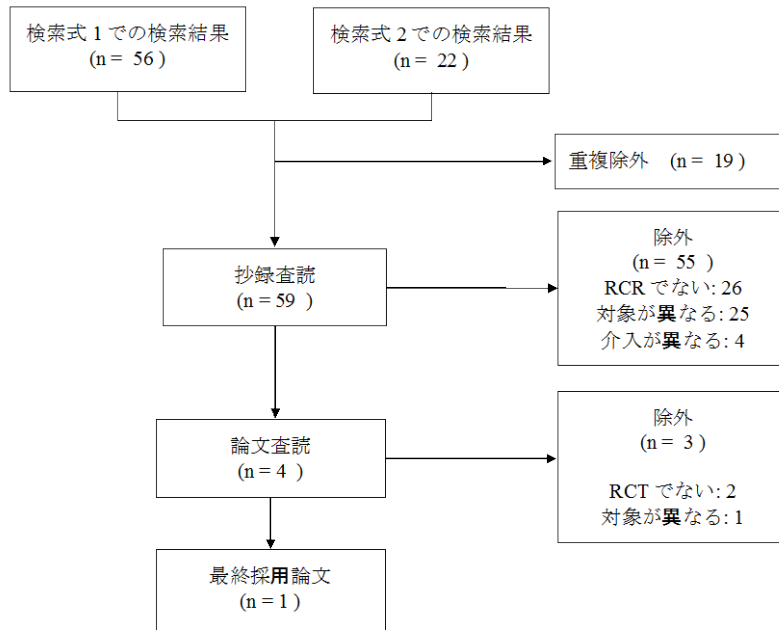 検索式 1 での検索結果
(n = 56 )
検索式 2 での検索結果
(n = 22 )
重複除外 (n = 19 )
抄録査読
(n = 59 )
除外
(n = 55 )
RCR でない: 26
対象が異なる: 25
介入が異なる: 4
論文査読
(n = 4 )
除外
(n = 3 )
RCT でない: 2
対象が異なる: 1
最終採用論文
(n = 1 )